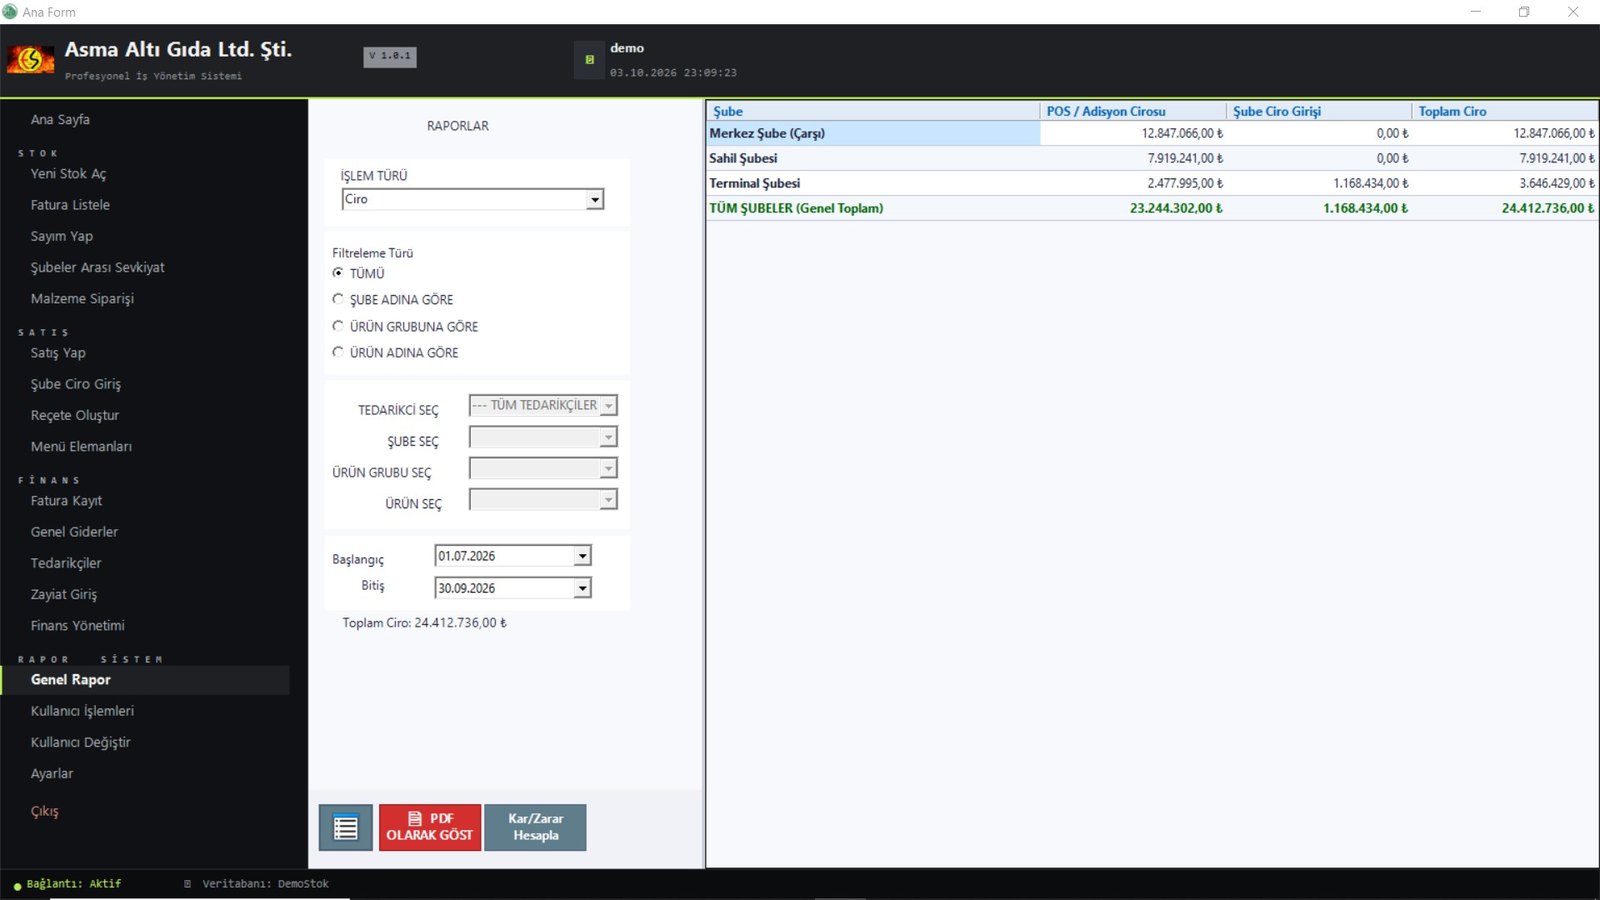 Ana Form
Asma Altı Gıda Ltd. Şti.
Profesyonel İş Yönetim Sistemi
V 1.0.1
demo
03.10.2026 23:09:23
Ana Sayfa
STOK
Yeni Stok Aç
Fatura Listele
Sayım Yap
Şubeler Arası Sevkiyat
Malzeme Siparişi
SATIŞ
Satış Yap
Şube Ciro Giriş
Reçete Oluştur
Menü Elemanları
FİNANS
Fatura Kayıt
Genel Giderler
Tedarikçiler
Zayiat Giriş
Finans Yönetimi
RAPOR SİSTEM
Genel Rapor
Kullanıcı İşlemleri
Kullanıcı Değiştir
Ayarlar
Çıkış
RAPORLAR
İŞLEM TÜRÜ
Ciro
Filtreleme Türü
TÜMÜ
ŞUBE ADINA GÖRE
ÜRÜN GRUBUNA GÖRE
ÜRÜN ADINA GÖRE
TEDARİKCİ SEÇ --- TÜM TEDARİKÇİLER
ŞUBE SEÇ
ÜRÜN GRUBU SEÇ
ÜRÜN SEÇ
Başlangıç 01.07.2026
Bitiş 30.09.2026
Toplam Ciro: 24.412.736,00 ₺
PDF
OLARAK GÖST
Kar/Zarar
Hesapla
Şube POS / Adisyon Cirosu Şube Ciro Girişi Toplam Ciro
Merkez Şube (Çarşı) 12.847.066,00 ₺ 0,00 ₺ 12.847.066,00 ₺
Sahil Şubesi 7.919.241,00 ₺ 0,00 ₺ 7.919.241,00 ₺
Terminal Şubesi 2.477.995,00 ₺ 1.168.434,00 ₺ 3.646.429,00 ₺
TÜM ŞUBELER (Genel Toplam) 23.244.302,00 ₺ 1.168.434,00 ₺ 24.412.736,00 ₺
Bağlantı: Aktif
Veritabanı: DemoStok